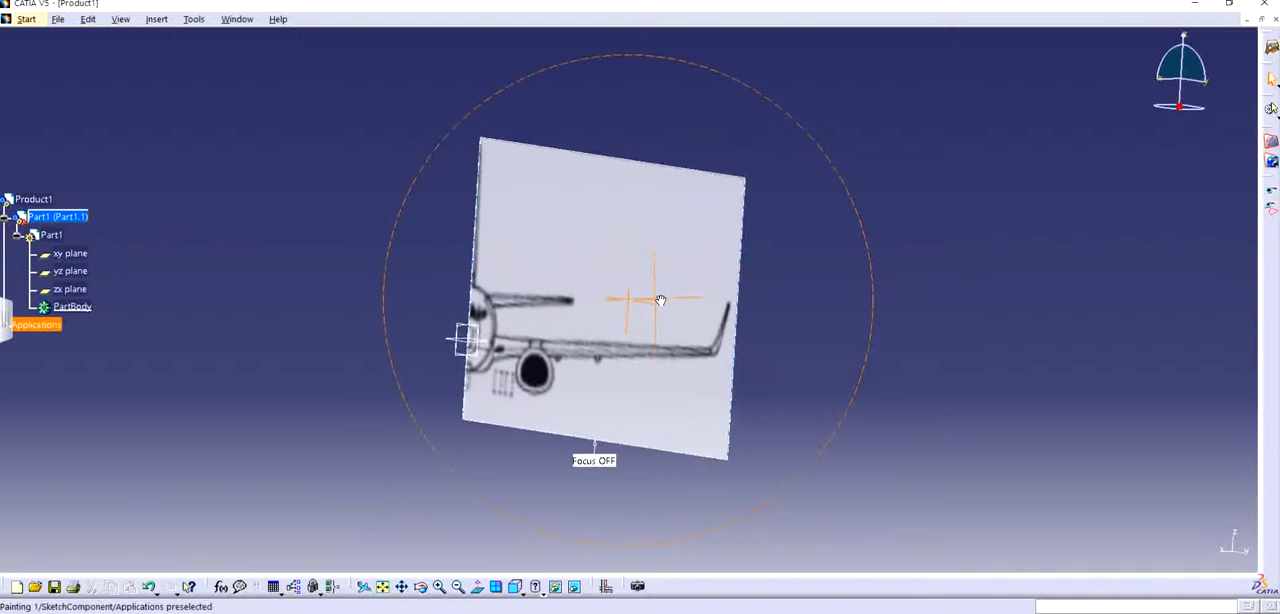 CATIA V5 - [Product1]
Start File Edit View Insert Tools Window Help
Product1
Part1 (Part1.1)
Part1
xy plane
yz plane
zx plane
PartBody
Applications
Focus OFF
z
x y
f(x)
CATIA
Painting 1/SketchComponent/Applications preselected